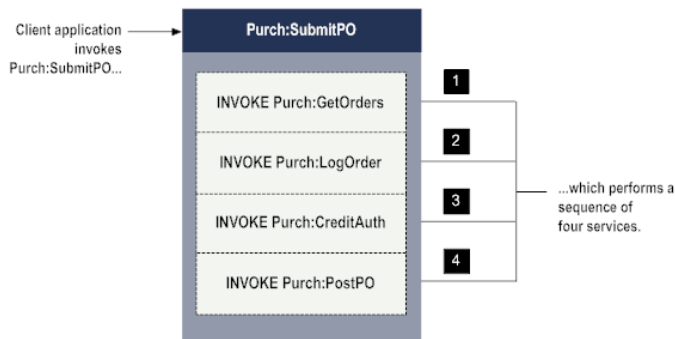 Client application
invokes
Purch:SubmitPO...
Purch:SubmitPO
INVOKE Purch:GetOrders
1
INVOKE Purch:LogOrder
2
INVOKE Purch:CreditAuth
3
INVOKE Purch:PostPO
4
...which performs a
sequence of
four services.